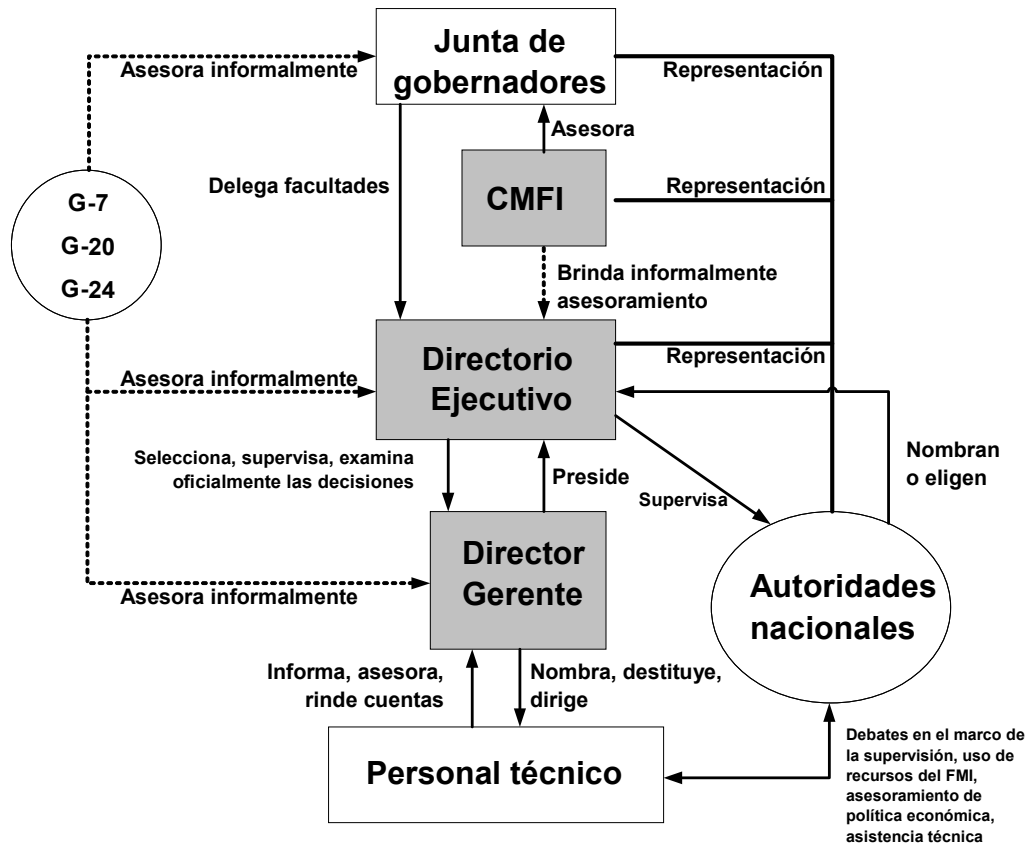 Junta de
gobernadores
Asesora informalmente
Representación
Asesora
G-7
G-20
G-24
Delega facultades
CMFI
Representación
Brinda informalmente
asesoramiento
Directorio
Ejecutivo
Representación
Asesora informalmente
Selecciona, supervisa, examina
oficialmente las decisiones
Preside
Supervisa
Nombran
o eligen
Director
Gerente
Asesora informalmente
Autoridades
nacionales
Informa, asesora,
rinde cuentas
Nombra, destituye,
dirige
Personal técnico
Debates en el marco de
la supervisión, uso de
recursos del FMI,
asesoramiento de
política económica,
asistencia técnica